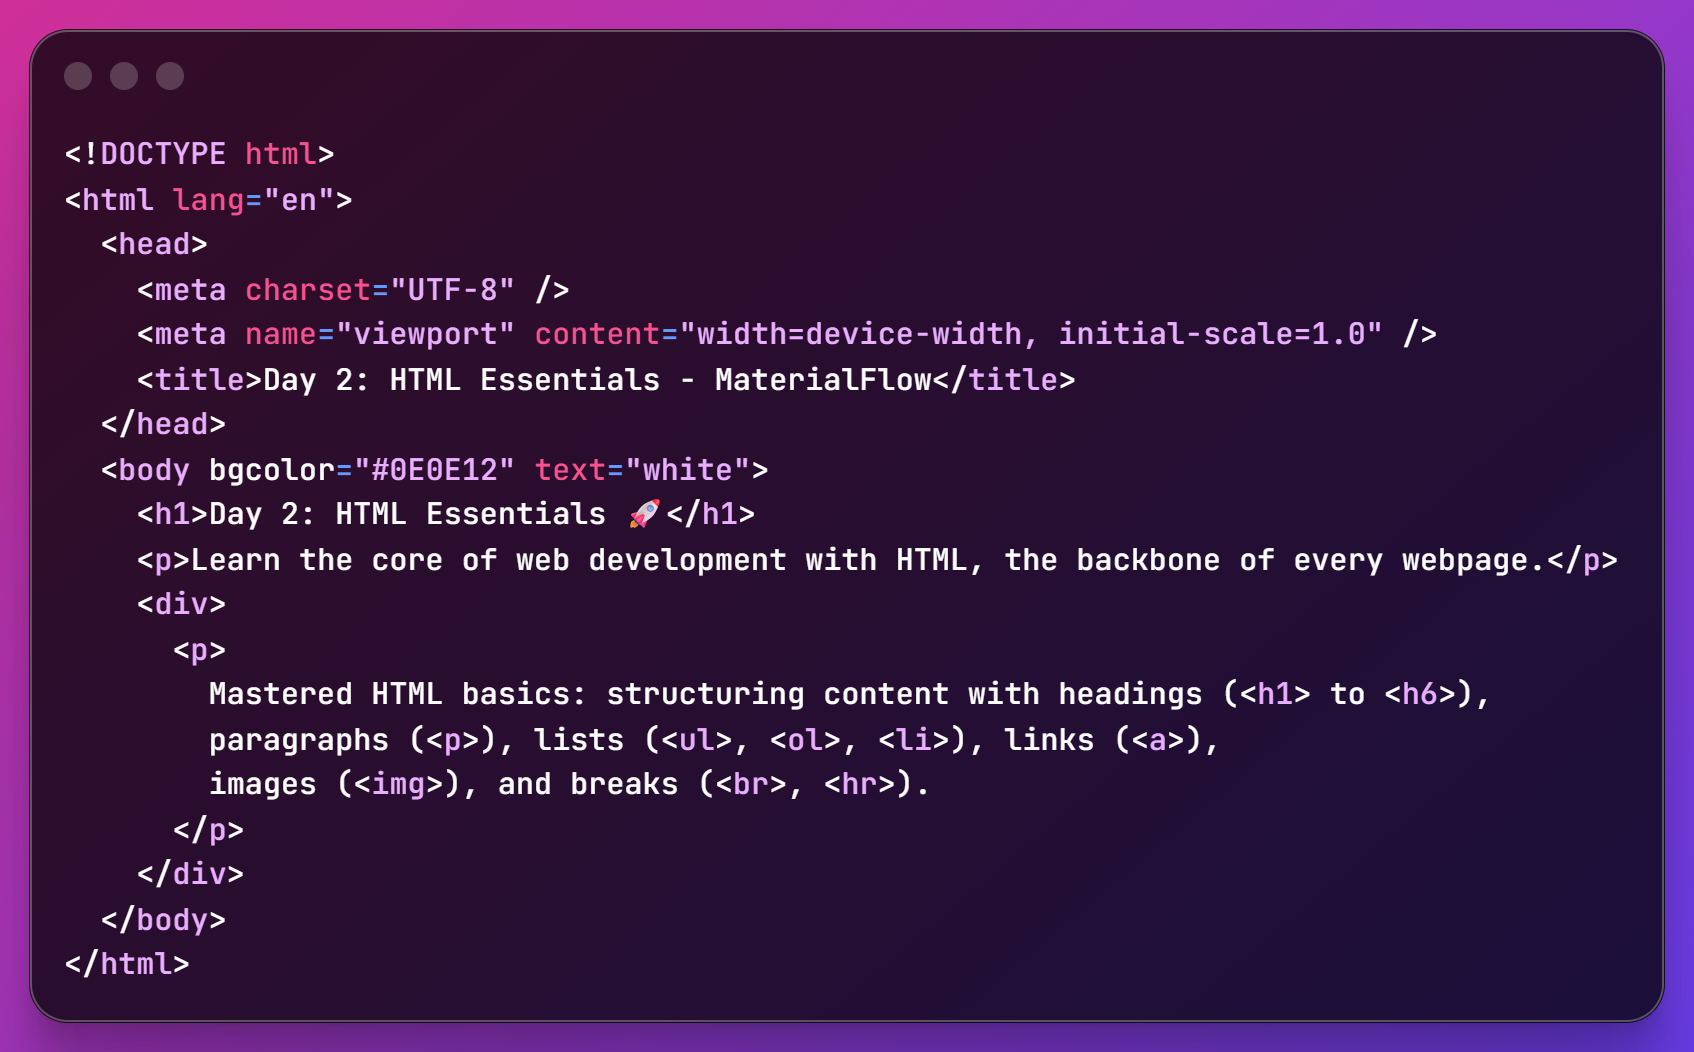 <!DOCTYPE html>
<html lang="en">
  <head>
    <meta charset="UTF-8" />
    <meta name="viewport" content="width=device-width, initial-scale=1.0" />
    <title>Day 2: HTML Essentials - MaterialFlow</title>
  </head>
  <body bgcolor="#0E0E12" text="white">
    <h1>Day 2: HTML Essentials 🚀</h1>
    <p>Learn the core of web development with HTML, the backbone of every webpage.</p>
    <div>
      <p>
        Mastered HTML basics: structuring content with headings (<h1> to <h6>),
        paragraphs (<p>), lists (<ul>, <ol>, <li>), links (<a>),
        images (<img>), and breaks (<br>, <hr>).
      </p>
    </div>
  </body>
</html>